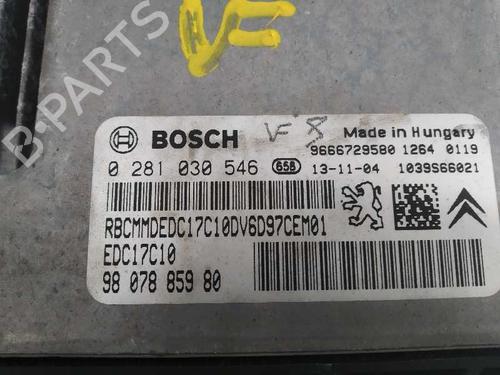 VF
B-PARTS
BOSCH VF 8 Made in Hungary
9666729580 1264 0119
0 281 030 546 658 13-11-04 1039S66021
RBCMMDEDC17C10DV6D97CEM01
EDC17C10
98 078 859 80